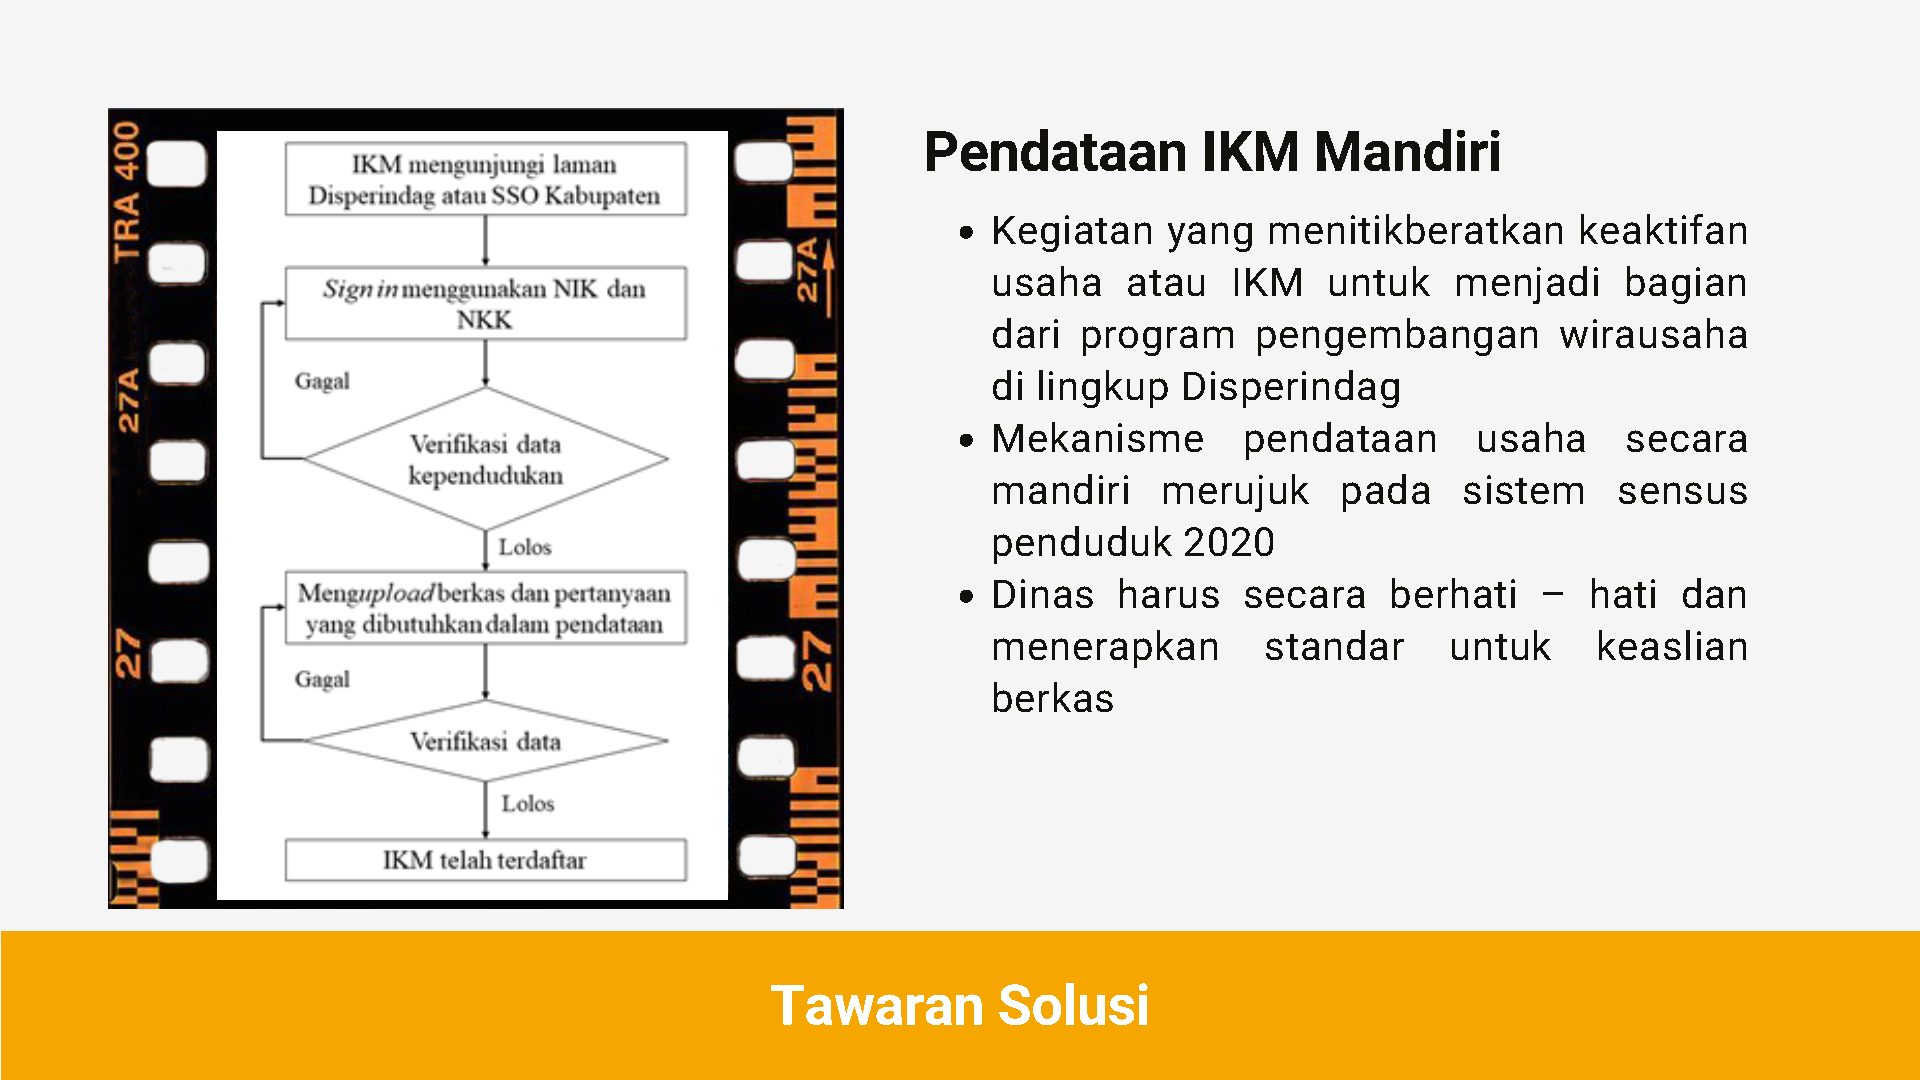 TRA 400
27A
27
27A
27
IKM mengunjungi laman
Disperindag atau SSO Kabupaten
Sign in menggunakan NIK dan
NKK
Gagal
Verifikasi data
kependudukan
Lolos
Mengupload berkas dan pertanyaan
yang dibutuhkan dalam pendataan
Gagal
Verifikasi data
Lolos
IKM telah terdaftar
Pendataan IKM Mandiri
• Kegiatan yang menitikberatkan keaktifan
usaha atau IKM untuk menjadi bagian
dari program pengembangan wirausaha
di lingkup Disperindag
• Mekanisme pendataan usaha secara
mandiri merujuk pada sistem sensus
penduduk 2020
• Dinas harus secara berhati – hati dan
menerapkan standar untuk keaslian
berkas
Tawaran Solusi